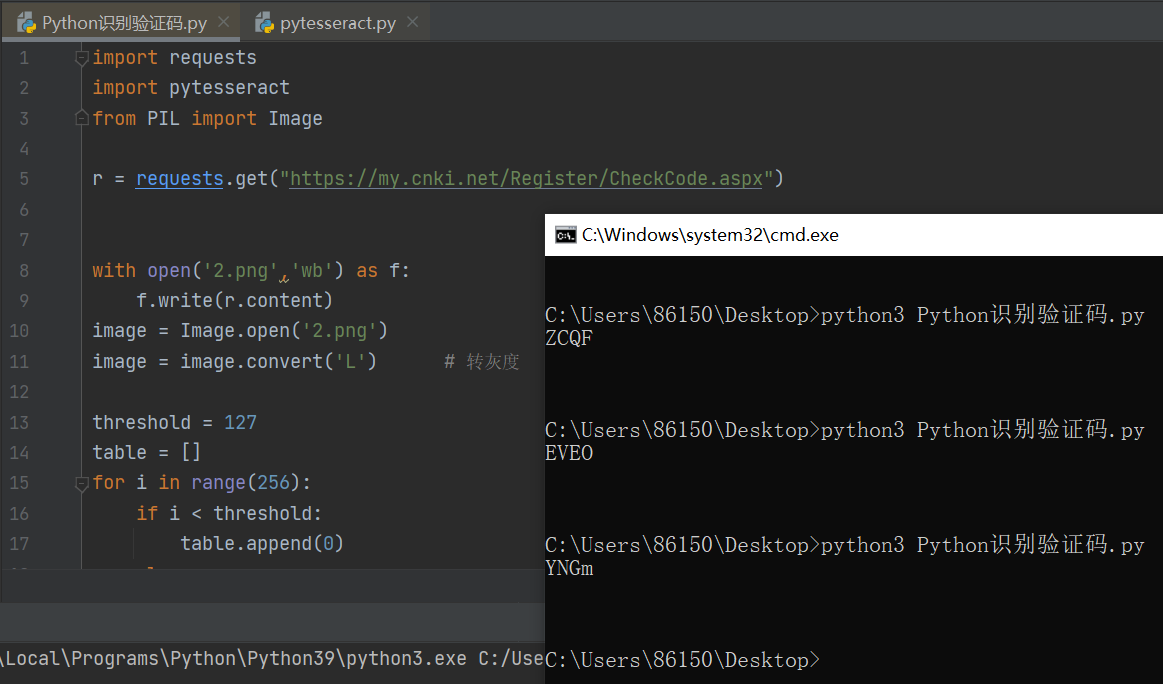 Python识别验证码.py
pytesseract.py
1 import requests
2 import pytesseract
3 from PIL import Image
4
5 r = requests.get("https://my.cnki.net/Register/CheckCode.aspx")
6
7
8 with open('2.png','wb') as f:
9 f.write(r.content)
10 image = Image.open('2.png')
11 image = image.convert('L') # 转灰度
12
13 threshold = 127
14 table = []
15 for i in range(256):
16 if i < threshold:
17 table.append(0)
\Local\Programs\Python\Python39\python3.exe C:/Use
C:\Windows\system32\cmd.exe
C:\Users\86150\Desktop>python3 Python识别验证码.py
ZCQF
C:\Users\86150\Desktop>python3 Python识别验证码.py
EVEO
C:\Users\86150\Desktop>python3 Python识别验证码.py
YNGm
C:\Users\86150\Desktop>